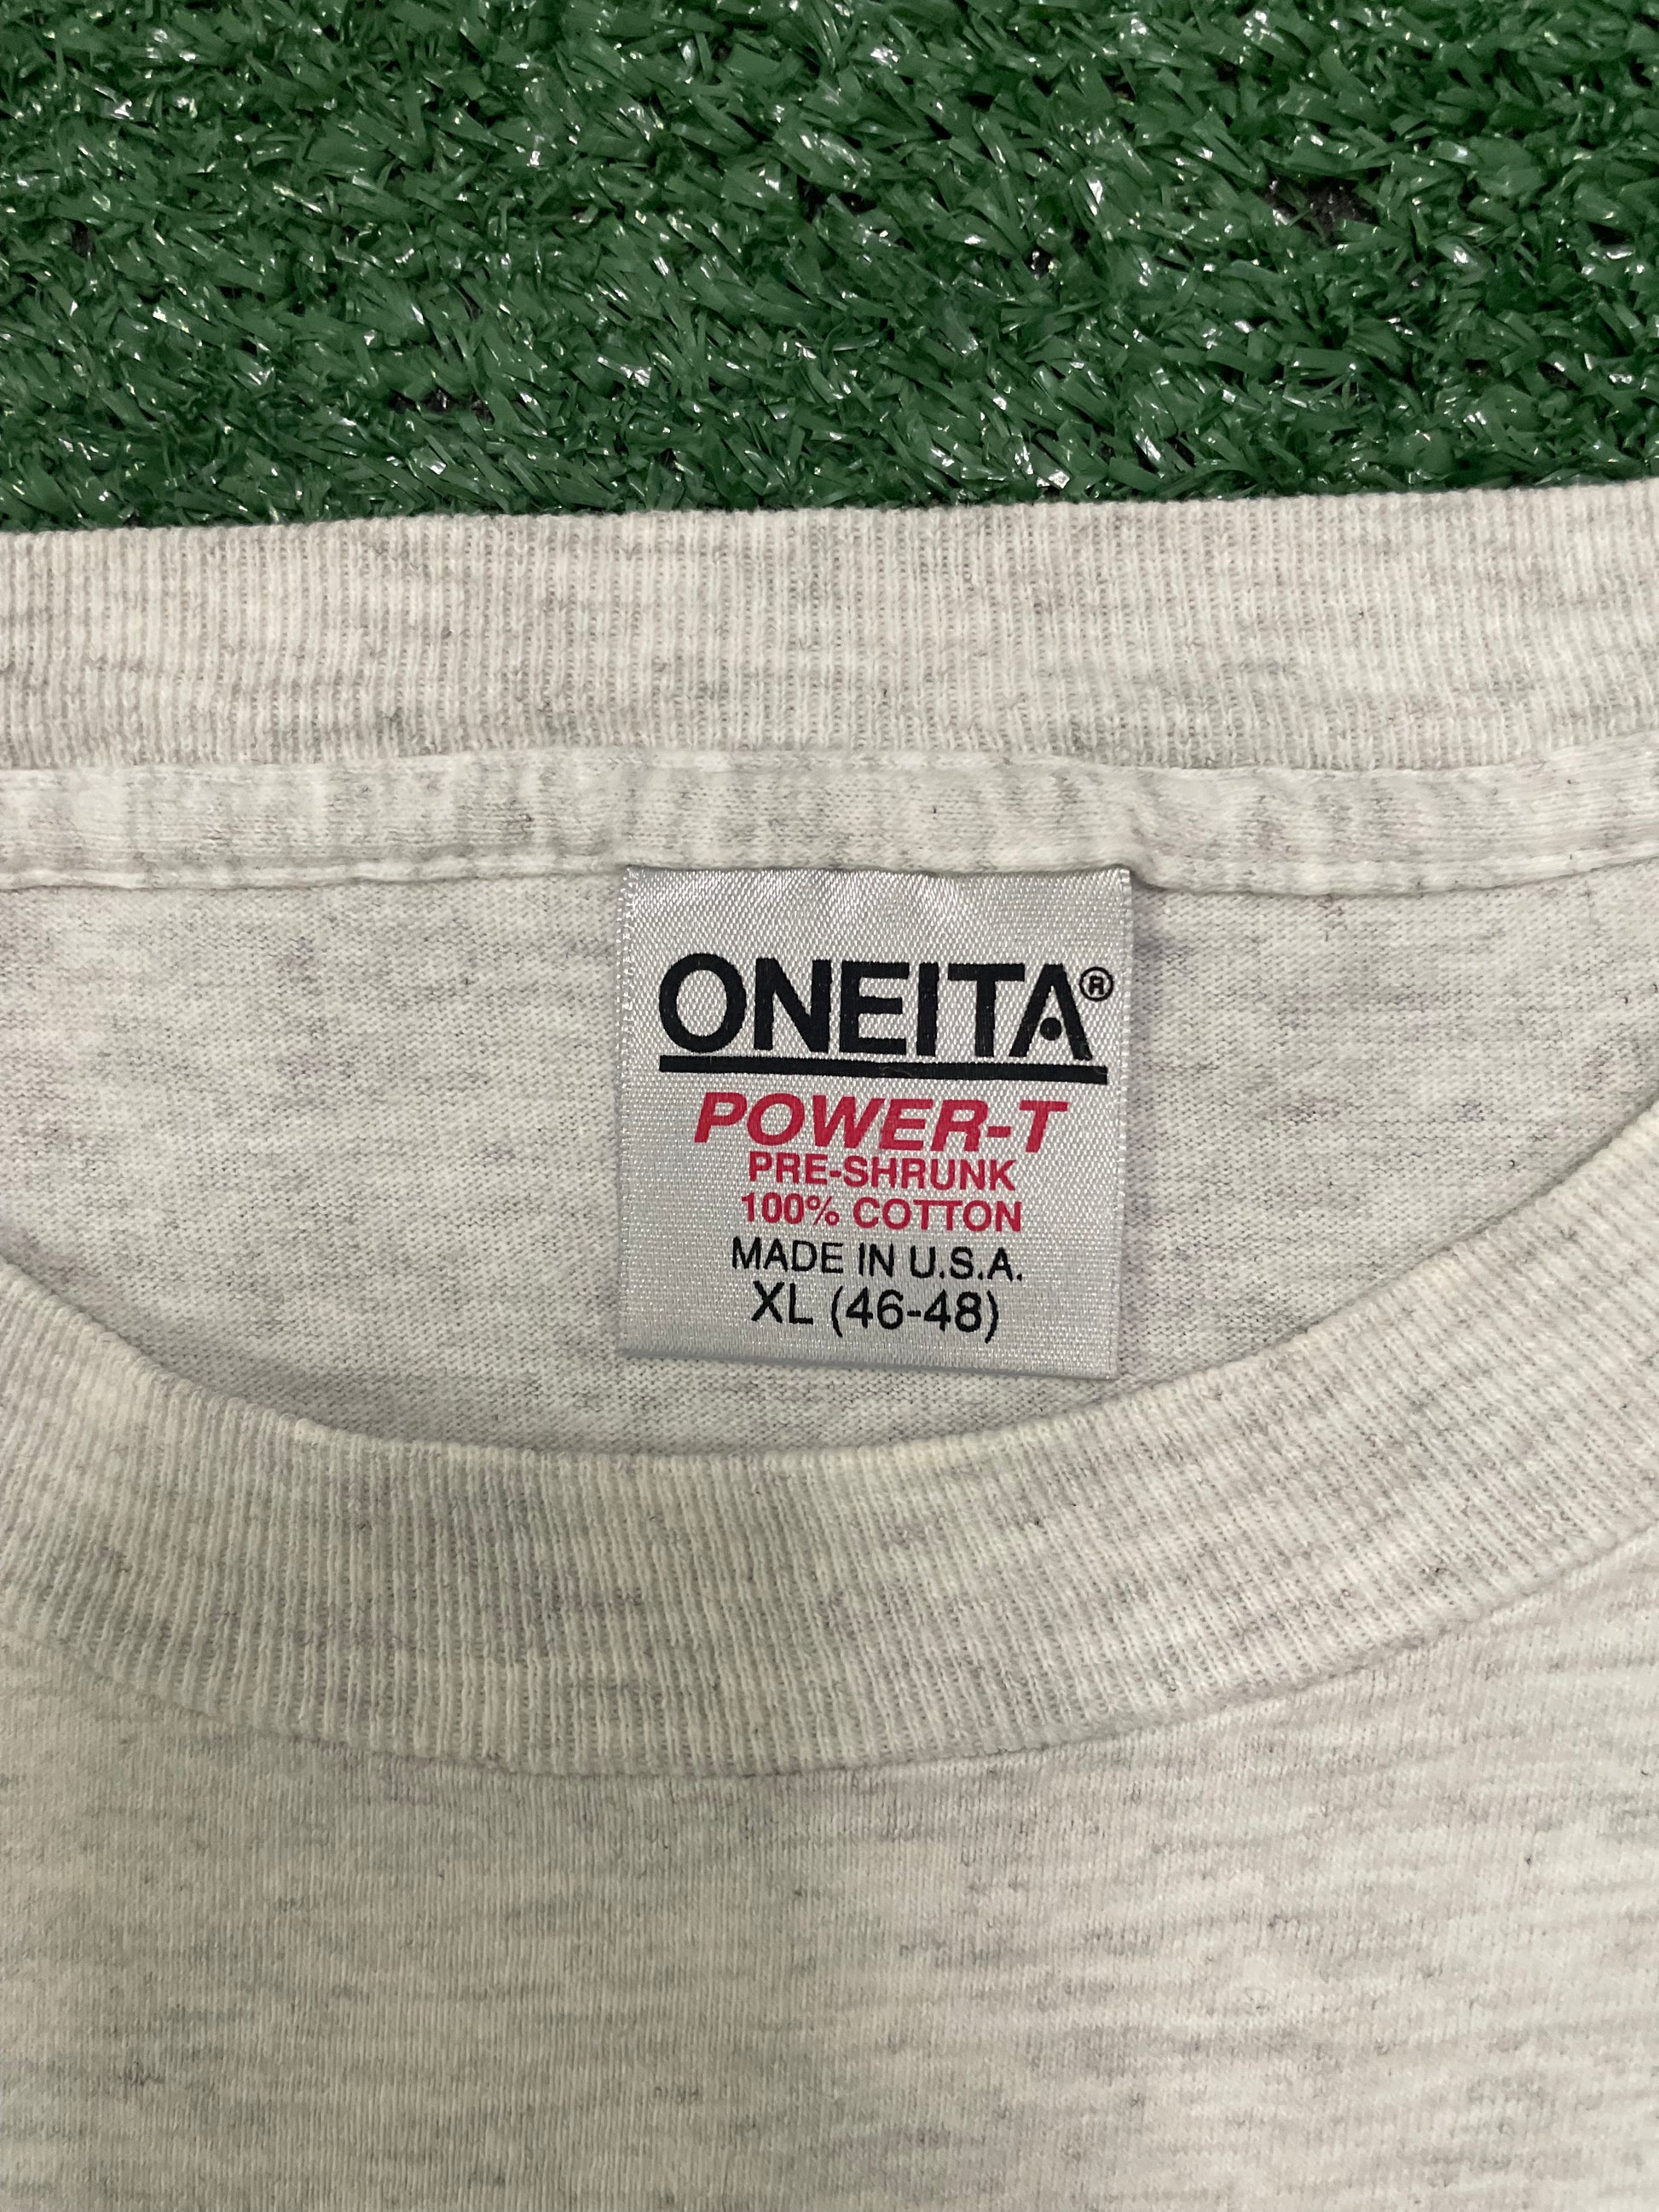 ONEITA®
POWER-T
PRE-SHRUNK
100% COTTON
MADE IN U.S.A.
XL (46-48)